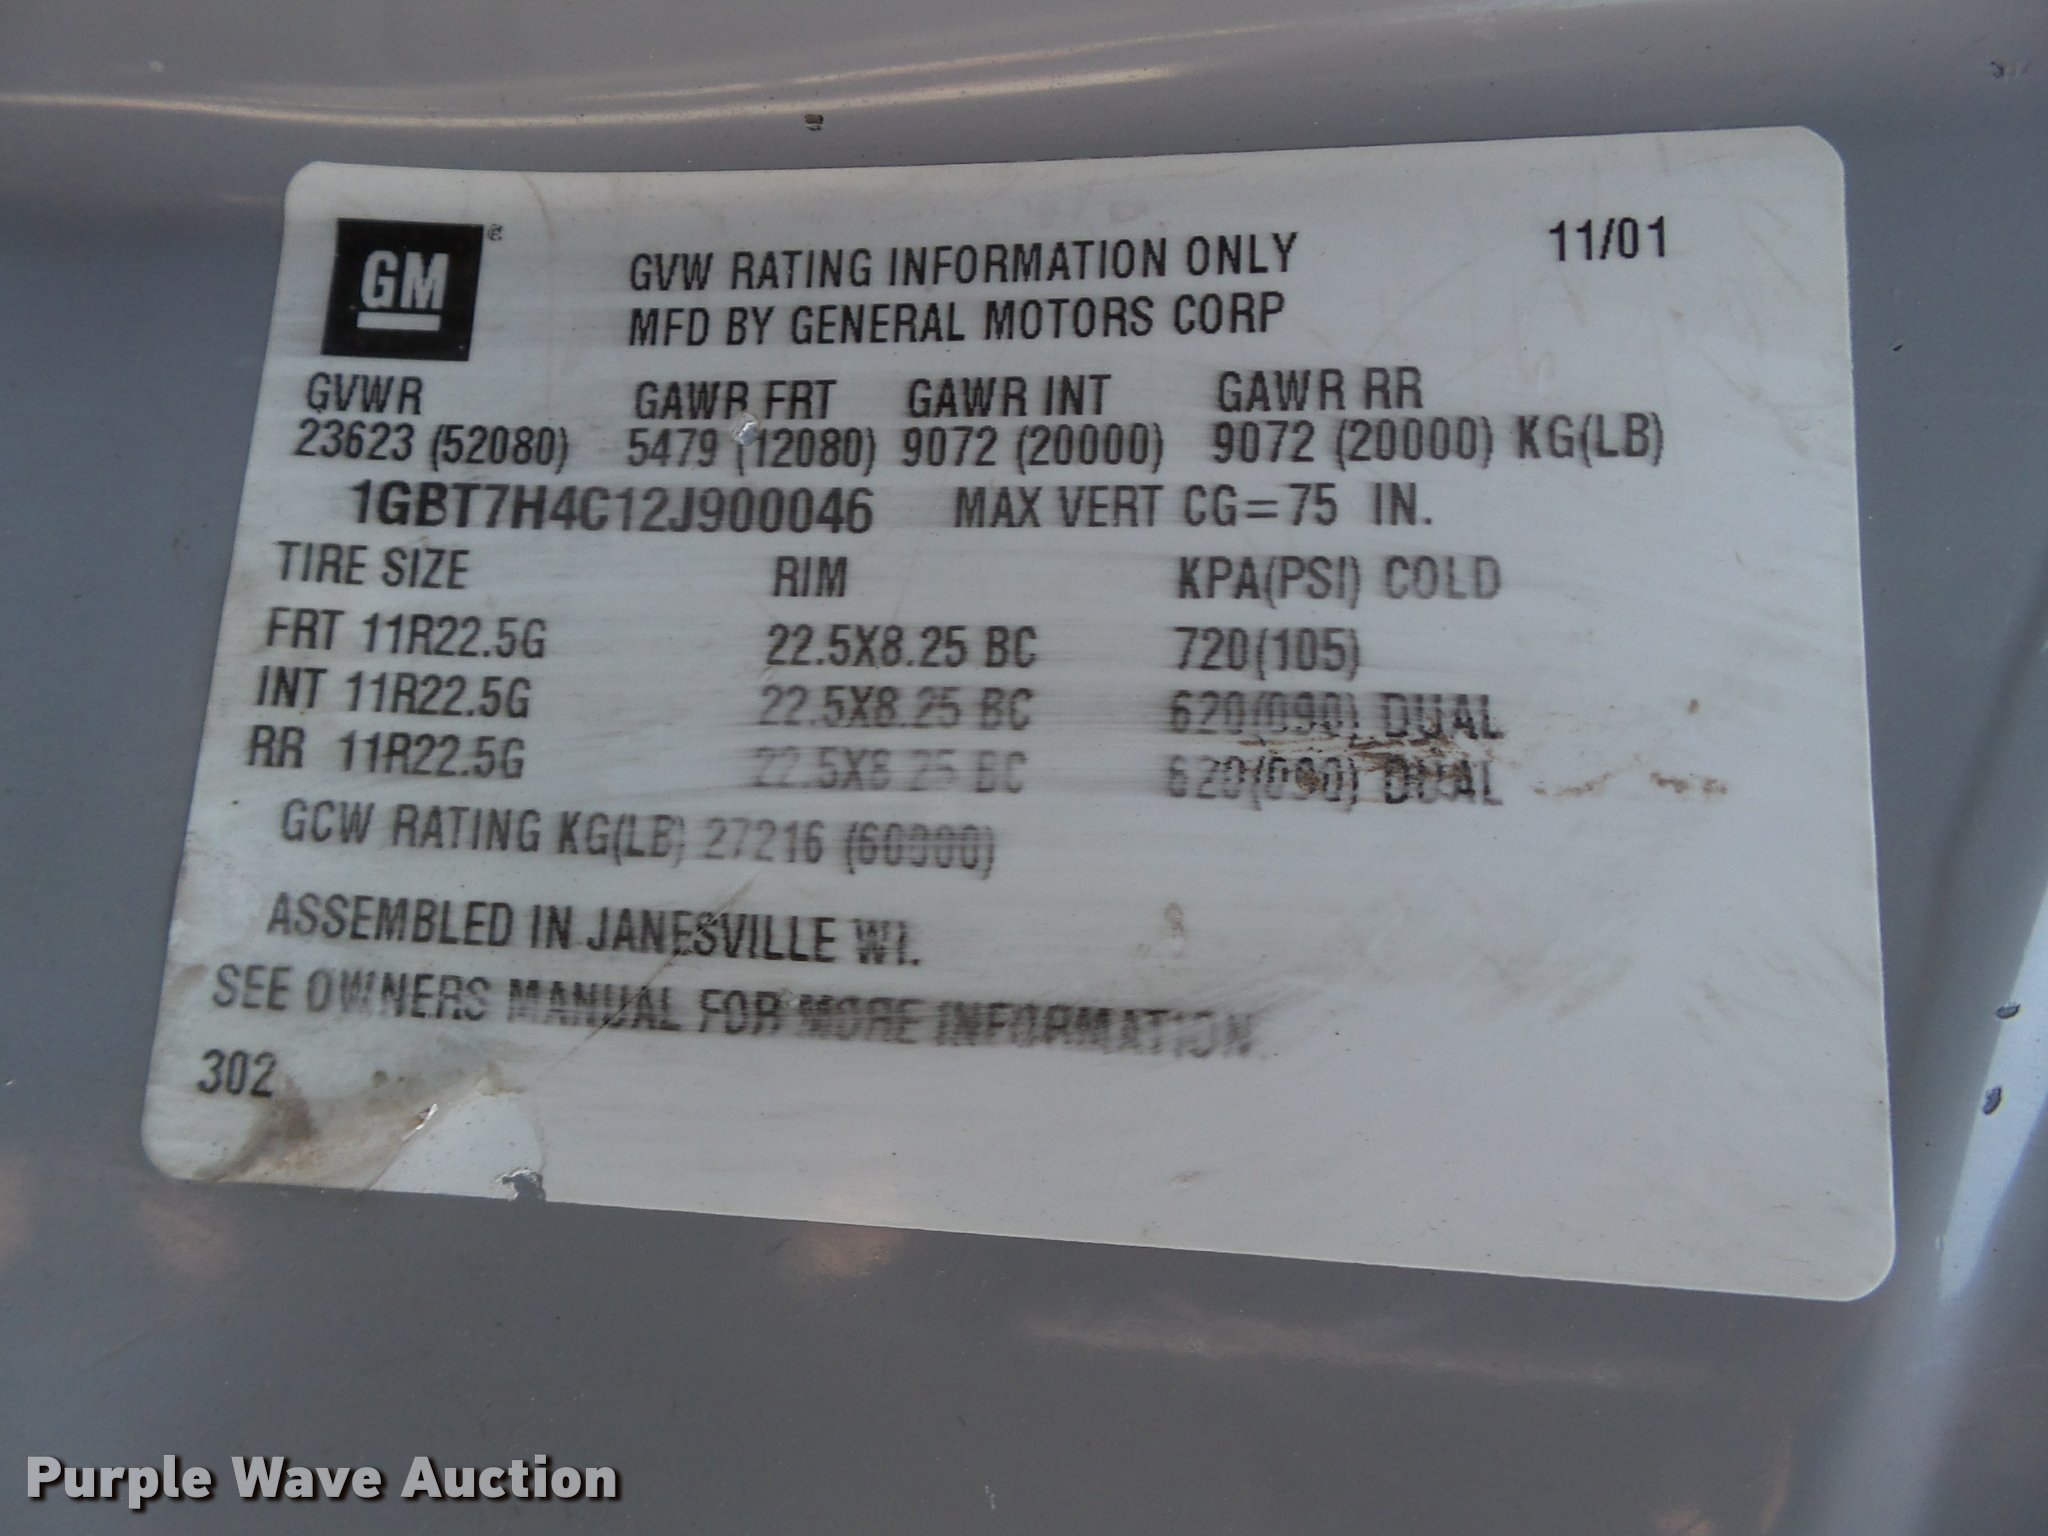 GM®
GVW RATING INFORMATION ONLY 11/01
MFD BY GENERAL MOTORS CORP
GVWR GAWR FRT GAWR INT GAWR RR
23623 (52080) 5479 (12080) 9072 (20000) 9072 (20000) KG(LB)
1GBT7H4C12J900046 MAX VERT CG=75 IN.
TIRE SIZE RIM KPA(PSI) COLD
FRT 11R22.5G 22.5X8.25 BC 720(105)
INT 11R22.5G 22.5X8.25 BC 620(090) DUAL
RR 11R22.5G 22.5X8.25 BC 620(090) DUAL
GCW RATING KG(LB) 27216 (60000)
ASSEMBLED IN JANESVILLE WI.
SEE OWNERS MANUAL FOR MORE INFORMATION
302
Purple Wave Auction